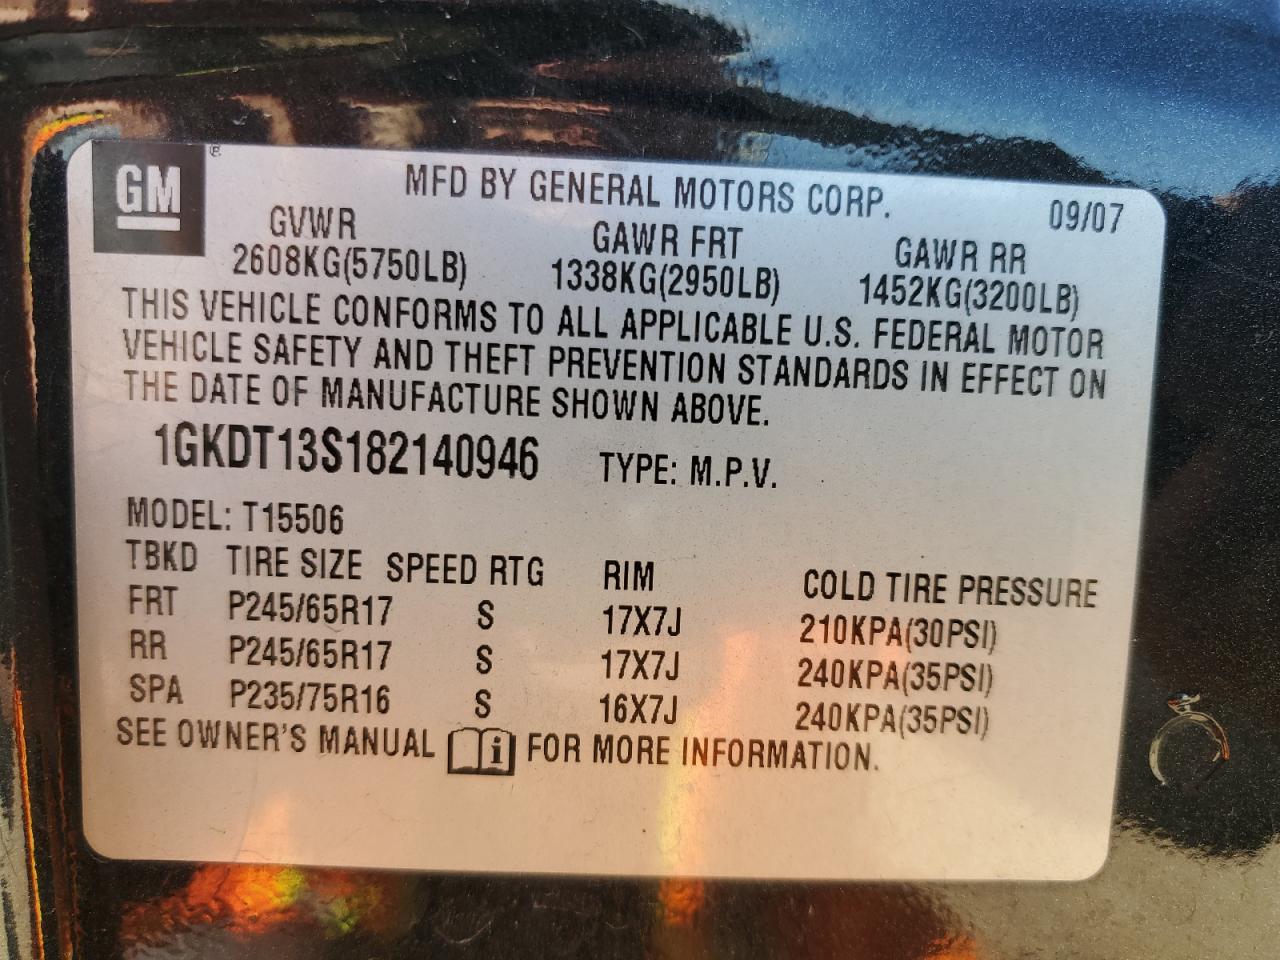 GM ®
MFD BY GENERAL MOTORS CORP.
09/07
GVWR GAWR FRT GAWR RR
2608KG(5750LB) 1338KG(2950LB) 1452KG(3200LB)
THIS VEHICLE CONFORMS TO ALL APPLICABLE U.S. FEDERAL MOTOR
VEHICLE SAFETY AND THEFT PREVENTION STANDARDS IN EFFECT ON
THE DATE OF MANUFACTURE SHOWN ABOVE.
1GKDT13S182140946 TYPE: M.P.V.
MODEL: T15506
TBKD TIRE SIZE SPEED RTG RIM COLD TIRE PRESSURE
FRT P245/65R17 S 17X7J 210KPA(30PSI)
RR P245/65R17 S 17X7J 240KPA(35PSI)
SPA P235/75R16 S 16X7J 240KPA(35PSI)
SEE OWNER'S MANUAL i FOR MORE INFORMATION.